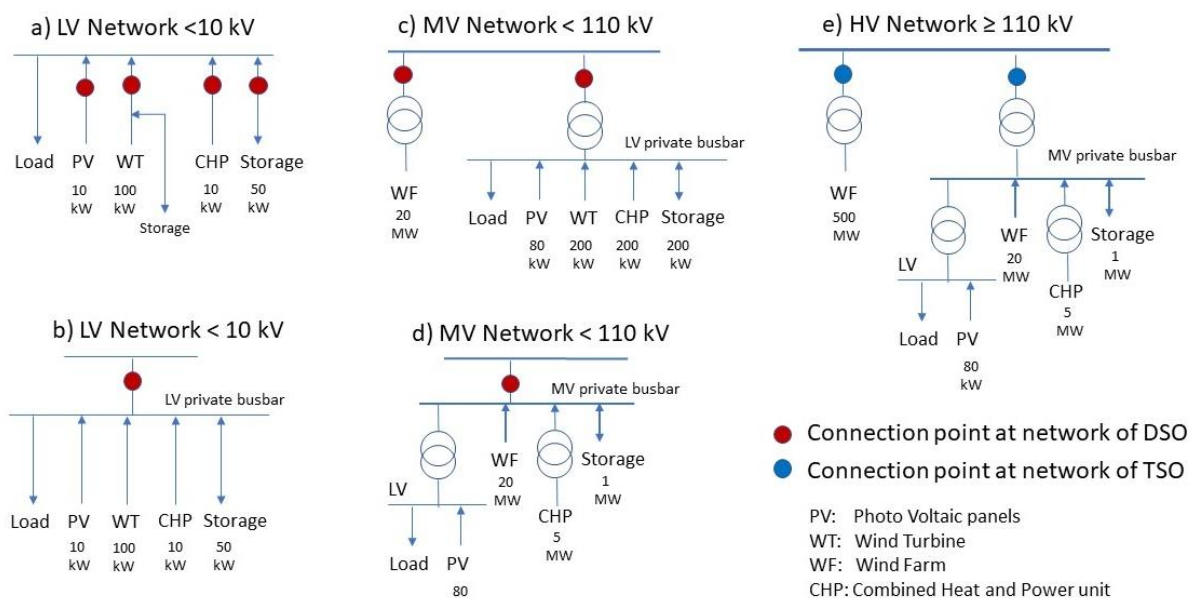 a) LV Network <10 kV
Load PV WT CHP Storage
10 kW
100 kW
10 kW
50 kW
Storage
b) LV Network < 10 kV
LV private busbar
Load PV WT CHP Storage
10 kW
100 kW
10 kW
50 kW
c) MV Network < 110 kV
LV private busbar
WF
20 MW
Load PV WT CHP Storage
80 kW
200 kW
200 kW
200 kW
d) MV Network < 110 kV
MV private busbar
WF
20 MW
Storage
1 MW
LV
CHP
5 MW
Load PV
80
e) HV Network ≥ 110 kV
MV private busbar
WF
500 MW
WF
20 MW
Storage
1 MW
LV
CHP
5 MW
Load PV
80 kW
Connection point at network of DSO
Connection point at network of TSO
PV: Photo Voltaic panels
WT: Wind Turbine
WF: Wind Farm
CHP: Combined Heat and Power unit